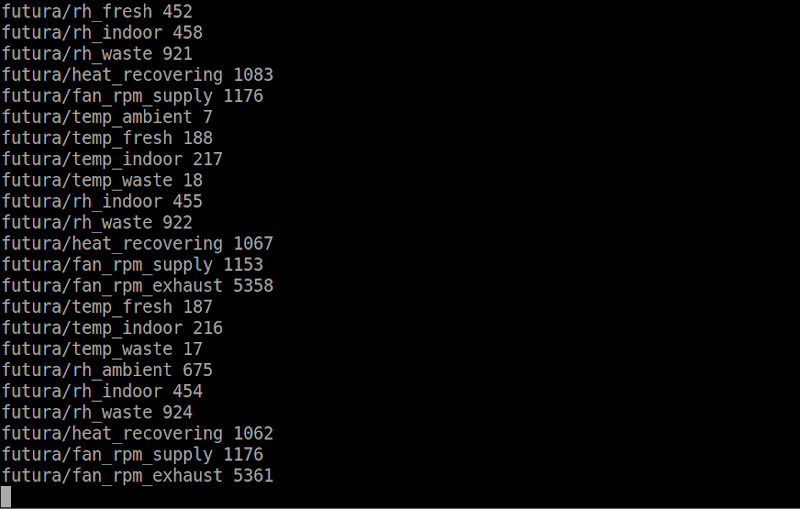 futura/rh_fresh 452
futura/rh_indoor 458
futura/rh_waste 921
futura/heat_recovering 1083
futura/fan_rpm_supply 1176
futura/temp_ambient 7
futura/temp_fresh 188
futura/temp_indoor 217
futura/temp_waste 18
futura/rh_indoor 455
futura/rh_waste 922
futura/heat_recovering 1067
futura/fan_rpm_supply 1153
futura/fan_rpm_exhaust 5358
futura/temp_fresh 187
futura/temp_indoor 216
futura/temp_waste 17
futura/rh_ambient 675
futura/rh_indoor 454
futura/rh_waste 924
futura/heat_recovering 1062
futura/fan_rpm_supply 1176
futura/fan_rpm_exhaust 5361